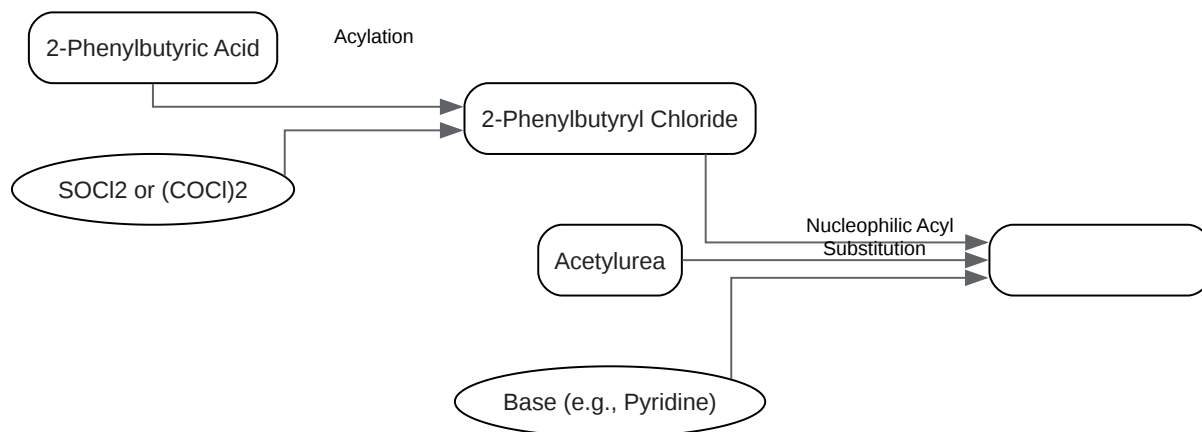 2-Phenylbutyric Acid
Acylation
2-Phenylbutyryl Chloride
SOCl2 or (COCl)2
Nucleophilic Acyl
Substitution
Acetylurea
Base (e.g., Pyridine)